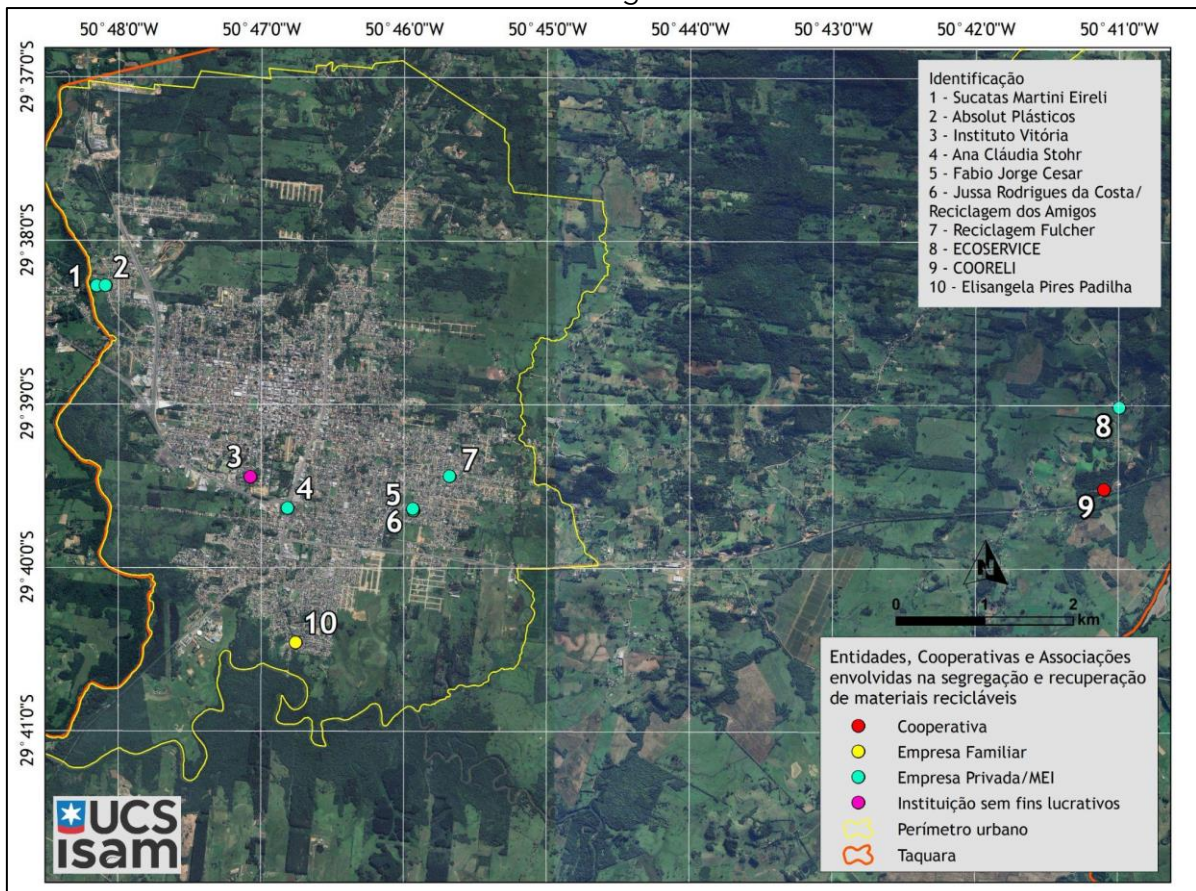 50°48'0"W 50°47'0"W 50°46'0"W 50°45'0"W 50°44'0"W 50°43'0"W 50°42'0"W 50°41'0"W
29°37'0"S
29°38'0"S
29°39'0"S
29°40'0"S
29°41'0"S
Identificação
1 - Sucatas Martini Eireli
2 - Absolut Plásticos
3 - Instituto Vitória
4 - Ana Cláudia Stohr
5 - Fabio Jorge Cesar
6 - Jussa Rodrigues da Costa/
Reciclagem dos Amigos
7 - Reciclagem Fulcher
8 - ECOSERVICE
9 - COORELI
10 - Elisangela Pires Padilha
1
2
3
4
5
6
7
8
9
10
N
0 1 2
km
Entidades, Cooperativas e Associações
envolvidas na segregação e recuperação
de materiais recicláveis
Cooperativa
Empresa Familiar
Empresa Privada/MEI
Instituição sem fins lucrativos
Perímetro urbano
Taquara
UCS
isam